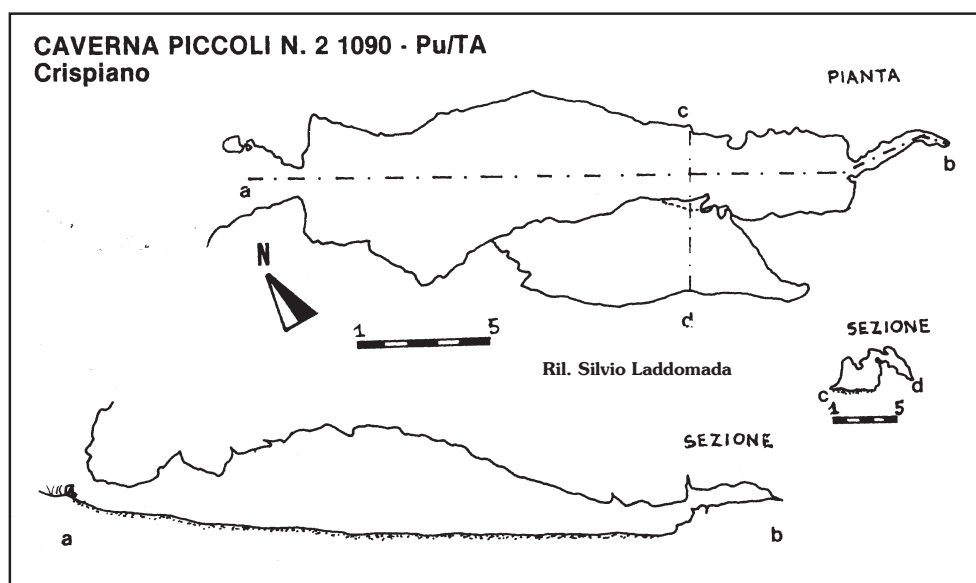 CAVERNA PICCOLI N. 2 1090 - Pu/TA
Crispiano
PIANTA
c
a
b
N
d
1 5
SEZIONE
Ril. Silvio Laddomada
c d
1 5
SEZIONE
a
b